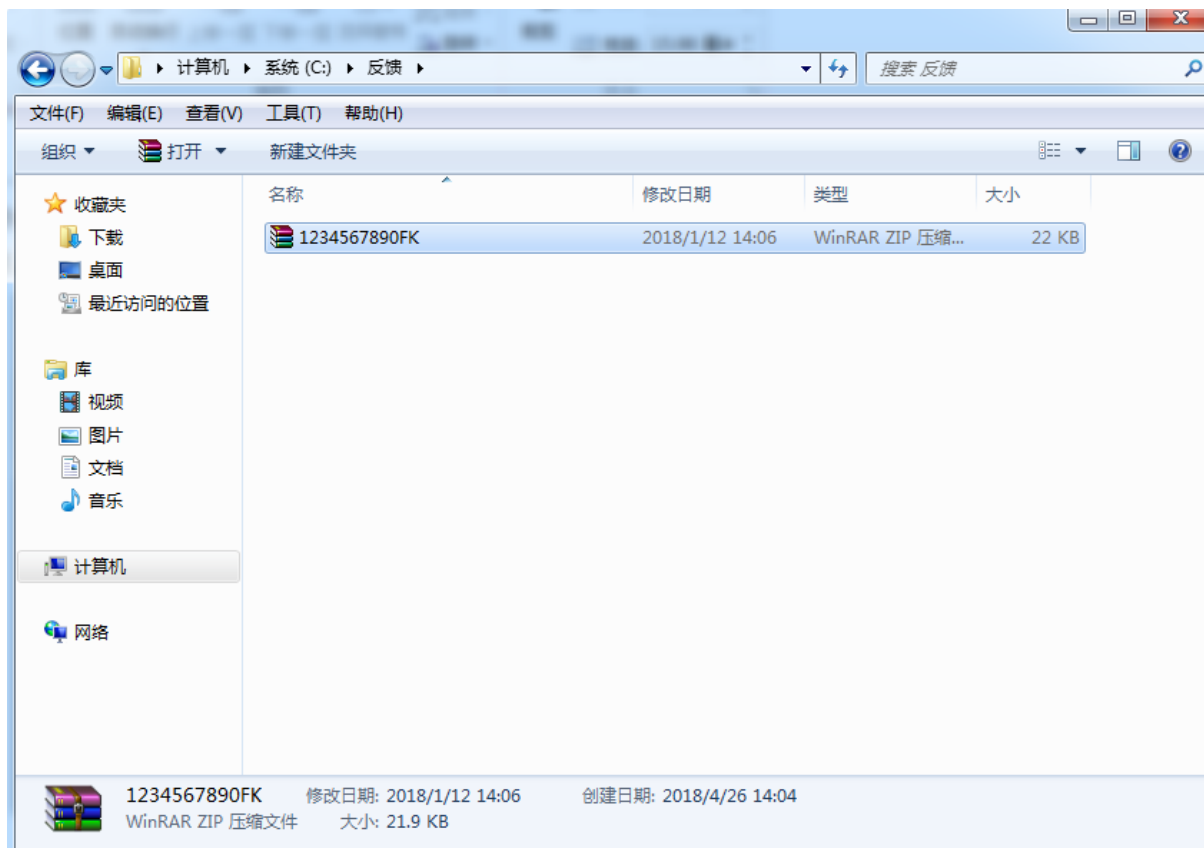 计算机 系统 (C:) 反馈 搜索 反馈
文件(F) 编辑(E) 查看(V) 工具(T) 帮助(H)
组织 打开 新建文件夹
名称 修改日期 类型 大小
1234567890FK 2018/1/12 14:06 WinRAR ZIP 压缩... 22 KB
收藏夹
下载
桌面
最近访问的位置
库
视频
图片
文档
音乐
计算机
网络
1234567890FK 修改日期: 2018/1/12 14:06 创建日期: 2018/4/26 14:04
WinRAR ZIP 压缩文件 大小: 21.9 KB